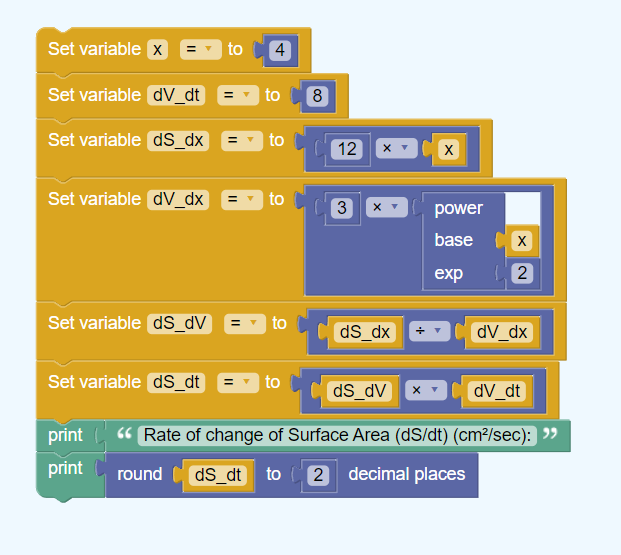 Set variable x = to 4
Set variable dV_dt = to 8
Set variable dS_dx = to 12 × x
Set variable dV_dx = to 3 × power
base x
exp 2
Set variable dS_dV = to dS_dx ÷ dV_dx
Set variable dS_dt = to dS_dV × dV_dt
print “ Rate of change of Surface Area (dS/dt) (cm²/sec): ”
print round dS_dt to 2 decimal places